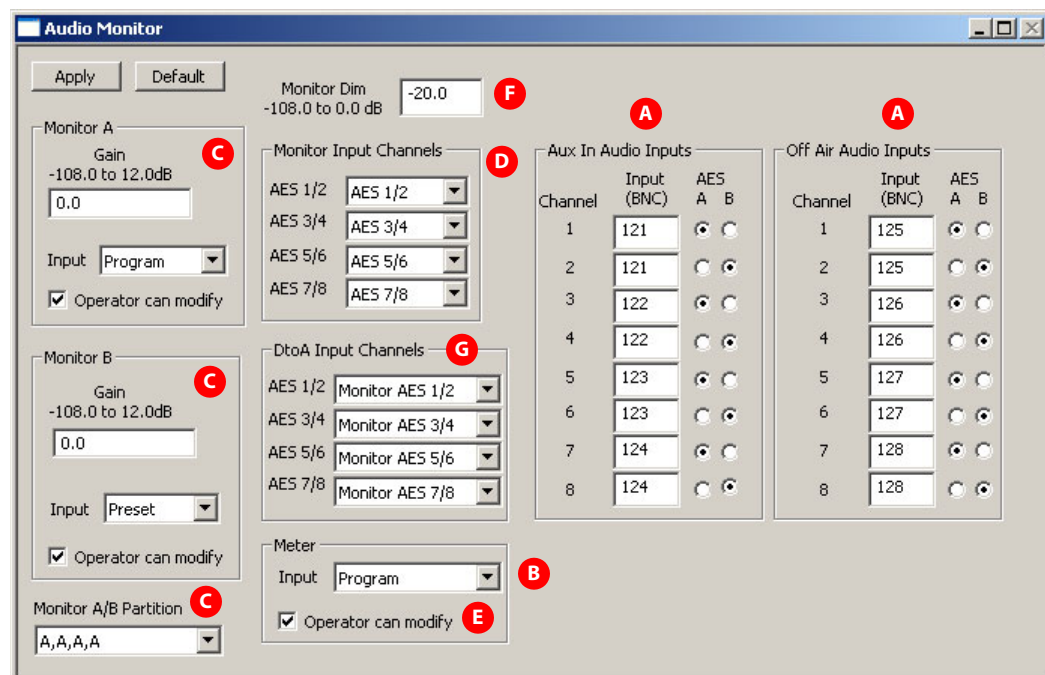 Audio Monitor
Apply
Default
Monitor Dim
-108.0 to 0.0 dB
-20.0
F
Monitor A
C
Gain
-108.0 to 12.0dB
0.0
Input
Program
Operator can modify
Monitor B
C
Gain
-108.0 to 12.0dB
0.0
Input
Preset
Operator can modify
Monitor A/B Partition
C
A,A,A,A
Monitor Input Channels
D
AES 1/2 AES 1/2
AES 3/4 AES 3/4
AES 5/6 AES 5/6
AES 7/8 AES 7/8
DtoA Input Channels
G
AES 1/2 Monitor AES 1/2
AES 3/4 Monitor AES 3/4
AES 5/6 Monitor AES 5/6
AES 7/8 Monitor AES 7/8
Meter
Input Program
B
Operator can modify
E
A
Aux In Audio Inputs
Input AES
Channel (BNC) A B
1 121
2 121
3 122
4 122
5 123
6 123
7 124
8 124
A
Off Air Audio Inputs
Input AES
Channel (BNC) A B
1 125
2 125
3 126
4 126
5 127
6 127
7 128
8 128